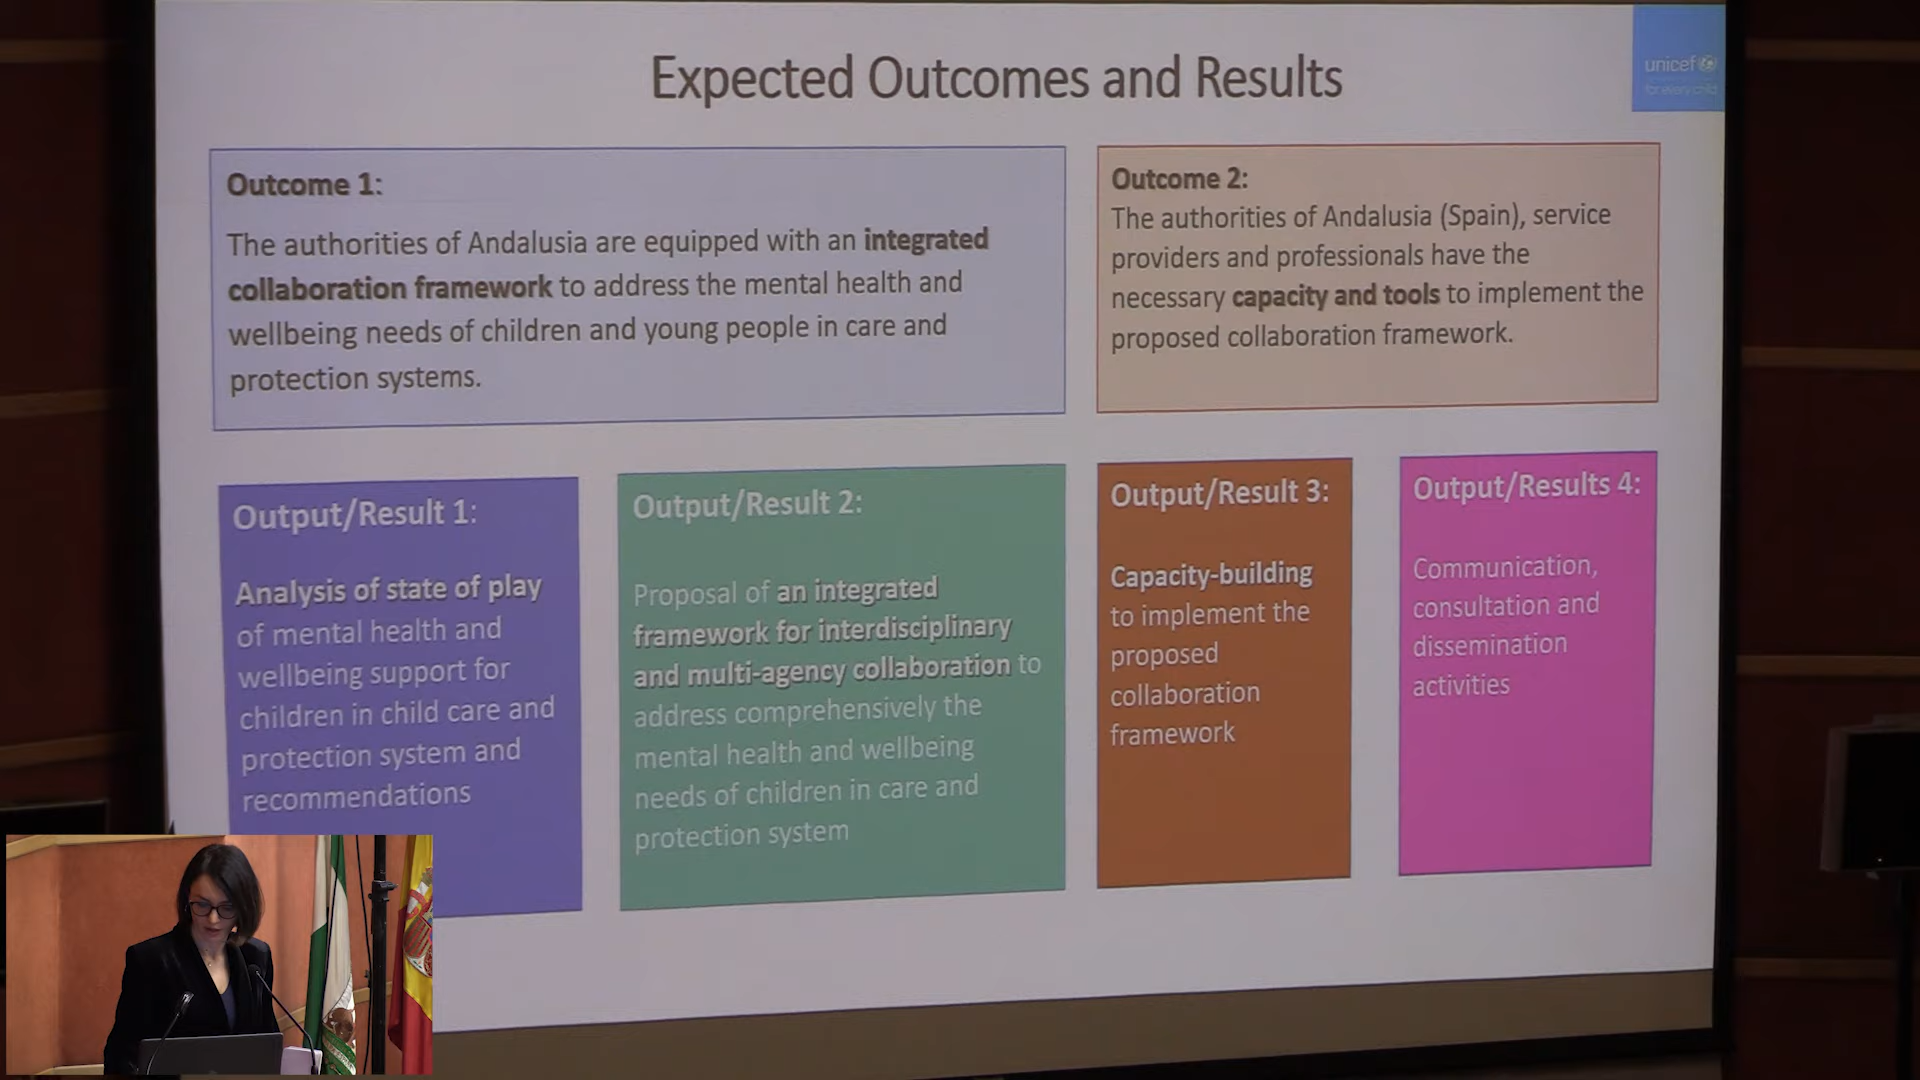 Expected Outcomes and Results
unicef
for every child
Outcome 1:
The authorities of Andalusia are equipped with an integrated
collaboration framework to address the mental health and
wellbeing needs of children and young people in care and
protection systems.
Outcome 2:
The authorities of Andalusia (Spain), service
providers and professionals have the
necessary capacity and tools to implement the
proposed collaboration framework.
Output/Result 1:
Analysis of state of play
of mental health and
wellbeing support for
children in child care and
protection system and
recommendations
Output/Result 2:
Proposal of an integrated
framework for interdisciplinary
and multi-agency collaboration to
address comprehensively the
mental health and wellbeing
needs of children in care and
protection system
Output/Result 3:
Capacity-building
to implement the
proposed
collaboration
framework
Output/Results 4:
Communication,
consultation and
dissemination
activities